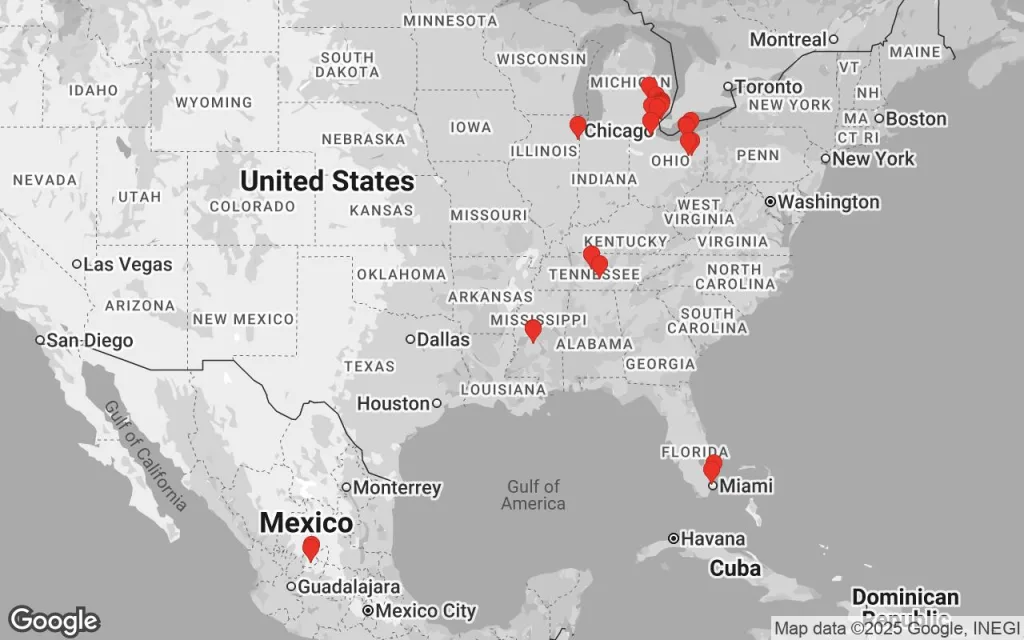 MINNESOTA
Montreal
MAINE
WISCONSIN
SOUTH
DAKOTA
VT
MICHIGAN
IDAHO
Toronto
NH
WYOMING
NEW YORK
MA
Boston
IOWA
Chicago
CT RI
NEBRASKA
ILLINOIS
OHIO
PENN
New York
NEVADA
United States
INDIANA
UTAH
COLORADO
KANSAS
MISSOURI
WEST
VIRGINIA
Washington
KENTUCKY
VIRGINIA
Las Vegas
OKLAHOMA
TENNESSEE
NORTH
CAROLINA
ARKANSAS
ARIZONA
NEW MEXICO
MISSISSIPPI
SOUTH
CAROLINA
San Diego
Dallas
ALABAMA
TEXAS
GEORGIA
LOUISIANA
Houston
Gulf of California
FLORIDA
Monterrey
Gulf of
America
Miami
Mexico
Havana
Cuba
Guadalajara
Mexico City
Dominican
Republic
Google
Map data ©2025 Google, INEGI